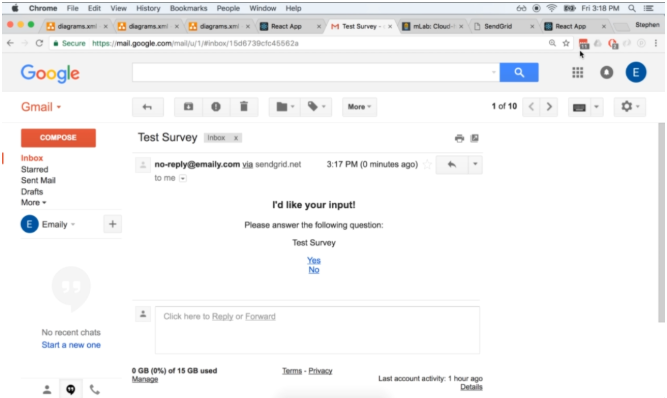 Chrome File Edit View History Bookmarks People Window Help Fri 3:18 PM
diagrams.xml diagrams.xml diagrams.xml React App Test Survey - mLab: Cloud- SendGrid React App Stephen
Secure https://mail.google.com/mail/u/1/#inbox/15d6739cfc45562a
Google
E
Gmail
More
1 of 10
COMPOSE
Test Survey Inbox x
Inbox
Starred
Sent Mail
Drafts
More
no-reply@emaily.com via sendgrid.net 3:17 PM (0 minutes ago)
to me
I'd like your input!
Please answer the following question:
Test Survey
Yes
No
E Emaily +
Click here to Reply or Forward
No recent chats
Start a new one
0 GB (0%) of 15 GB used
Manage
Terms - Privacy
Last account activity: 1 hour ago
Details